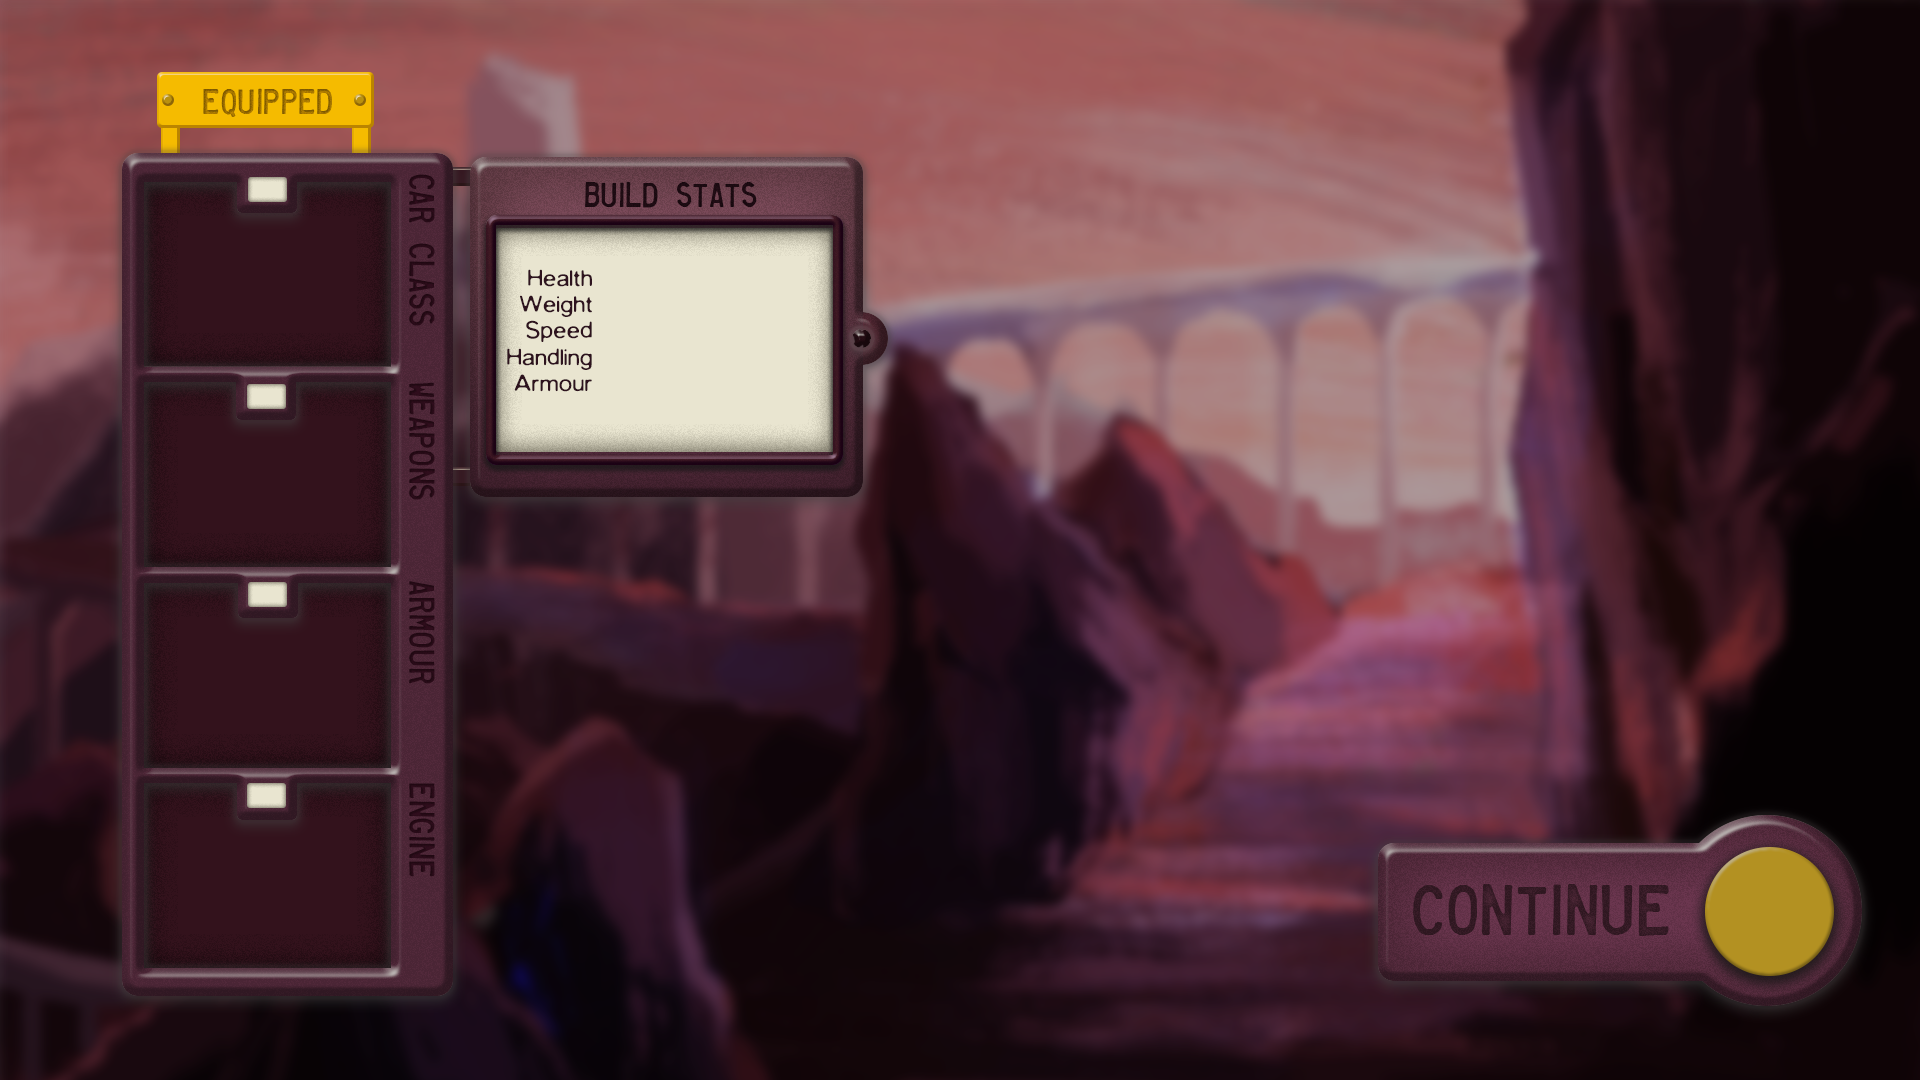 EQUIPPED
CAR CLASS
WEAPONS
ARMOUR
ENGINE
BUILD STATS
Health
Weight
Speed
Handling
Armour
CONTINUE